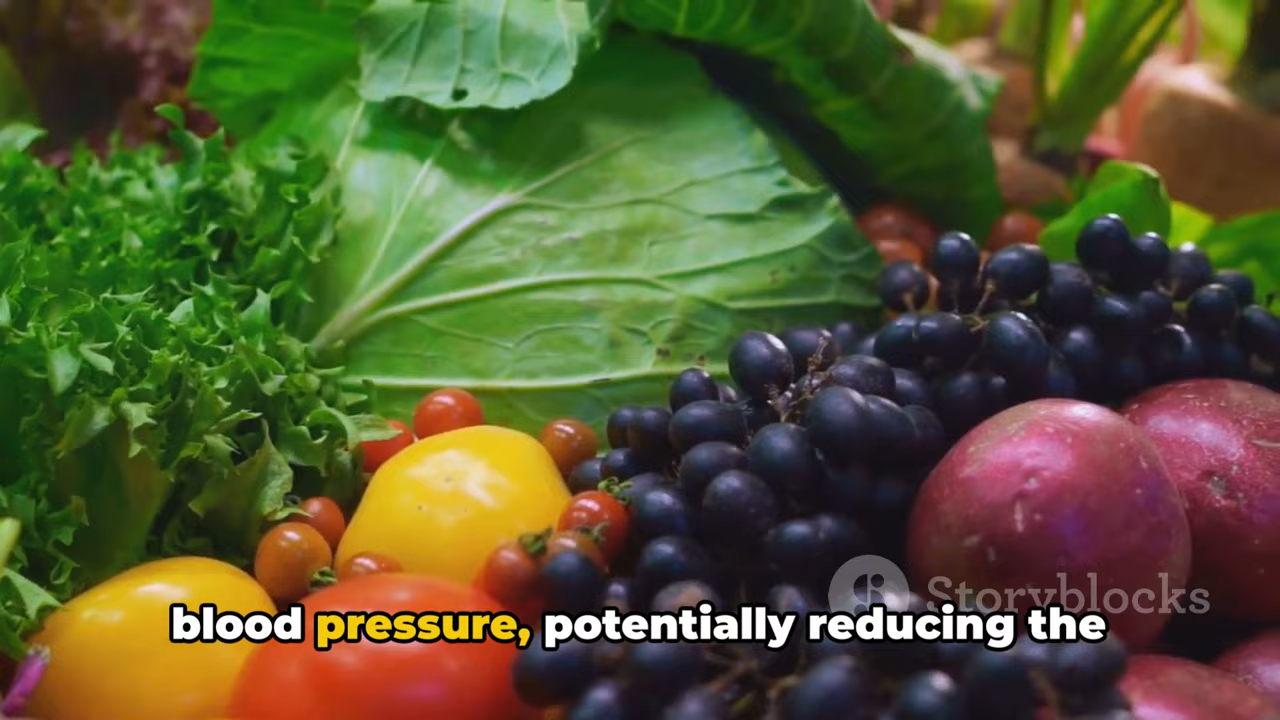 Storyblocks
blood pressure, potentially reducing the